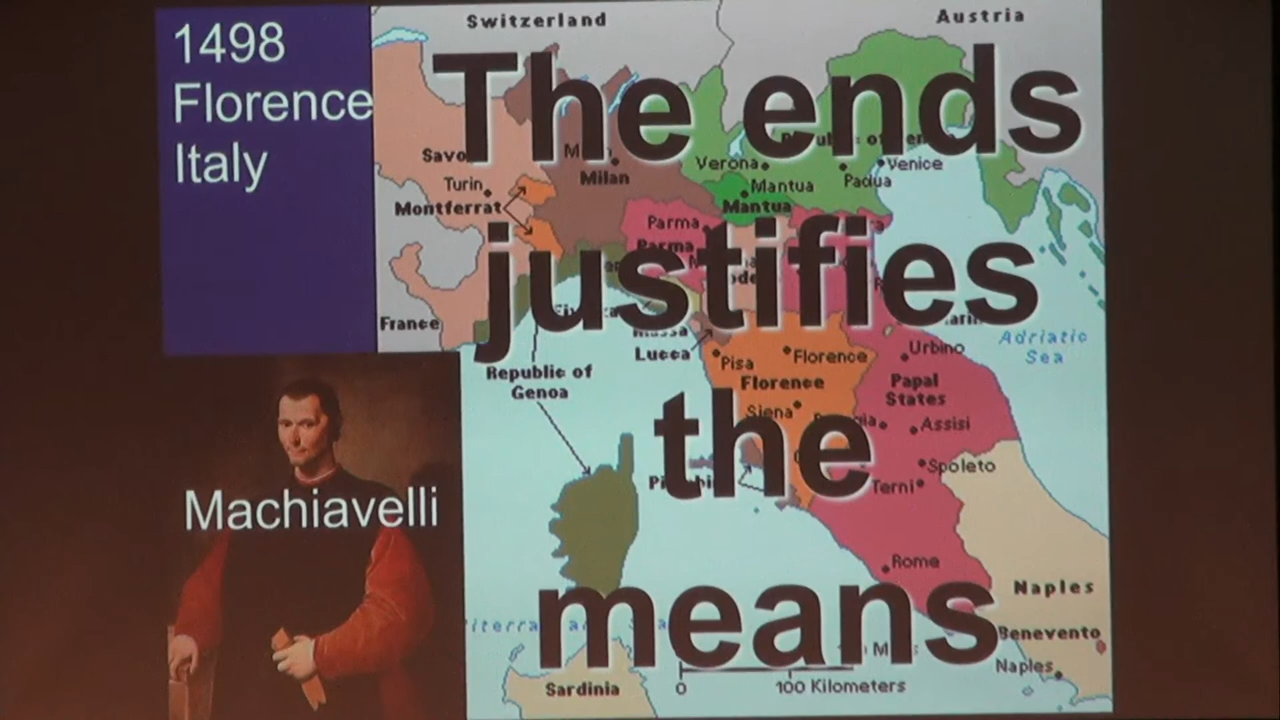 1498
Florence
Italy
Machiavelli
The ends
justifies
the
means
Switzerland
Austria
Verona
Venice
Padua
Mantua
Mantua
Milan
Turin
Montferrat
Parma
Parma
France
Lucca
Pisa
Florence
Florence
Urbino
Adriatic
Sea
Republic of
Genoa
Papal
States
Siena
Assisi
Spoleto
Terni
Rome
Naples
Benevento
Naples
Sardinia
0
100 Kilometers